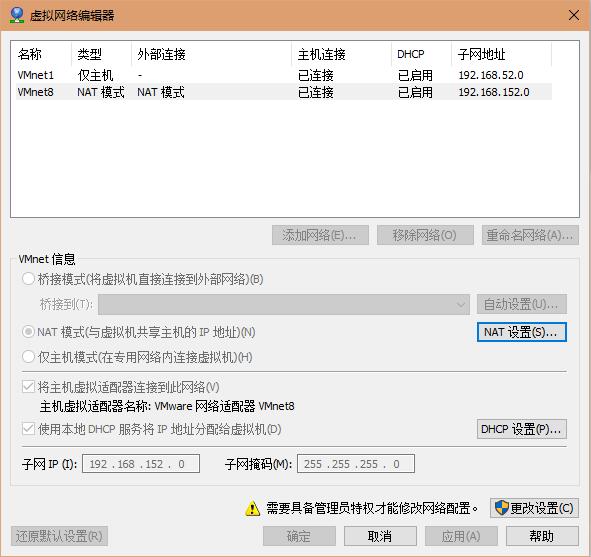 虚拟网络编辑器
名称 类型 外部连接 主机连接 DHCP 子网地址
VMnet1 仅主机 - 已连接 已启用 192.168.52.0
VMnet8 NAT 模式 NAT 模式 已连接 已启用 192.168.152.0
添加网络(E)... 移除网络(O) 重命名网络(A)...
VMnet 信息
桥接模式(将虚拟机直接连接到外部网络)(B)
桥接到(T): 自动设置(U)...
NAT 模式(与虚拟机共享主机的 IP 地址)(N) NAT 设置(S)...
仅主机模式(在专用网络内连接虚拟机)(H)
将主机虚拟适配器连接到此网络(V)
主机虚拟适配器名称: VMware 网络适配器 VMnet8
使用本地 DHCP 服务将 IP 地址分配给虚拟机(D) DHCP 设置(P)...
子网 IP (I): 192 . 168 . 152 . 0 子网掩码(M): 255 . 255 . 255 . 0
需要具备管理员特权才能修改网络配置。 更改设置(C)
还原默认设置(R) 确定 取消 应用(A) 帮助